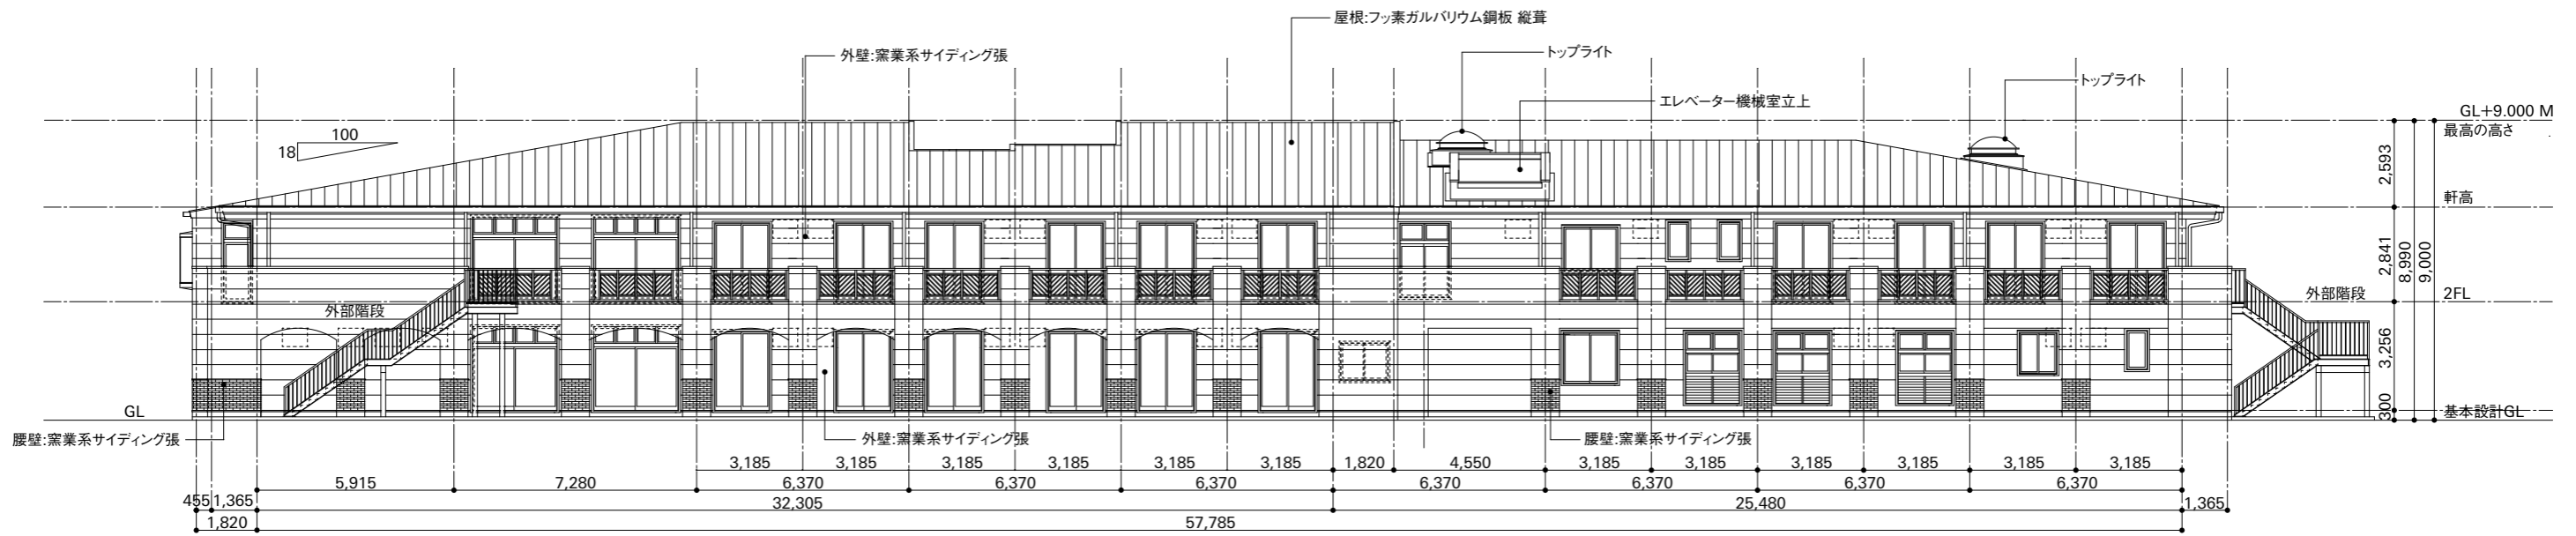 屋根:フッ素ガルバリウム鋼板 縦葺
外壁:窯業系サイディング張
トップライト
トップライト
エレベーター機械室立上
GL+9.000 M
最高の高さ
100
18
2,593
軒高
2,841
8,990
9,000
外部階段
外部階段
2FL
3,256
300
GL
基本設計GL
腰壁:窯業系サイディング張
外壁:窯業系サイディング張
腰壁:窯業系サイディング張
3,185 3,185 3,185 3,185 3,185 3,185 1,820 4,550 3,185 3,185 3,185 3,185 3,185 3,185
5,915 7,280 6,370 6,370 6,370 6,370 6,370 6,370 6,370
455 1,365 32,305 25,480 1,365
1,820 57,785